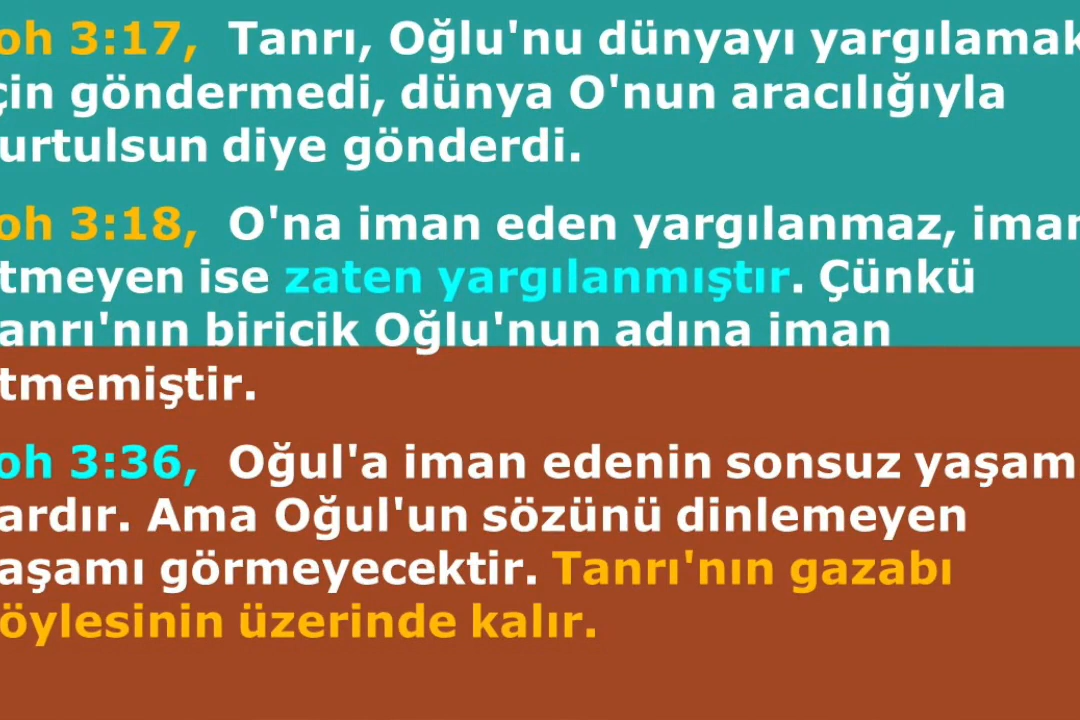 oh 3:17, Tanrı, Oğlu'nu dünyayı yargılamak
çin göndermedi, dünya O'nun aracılığıyla
urtulsun diye gönderdi.
oh 3:18, O'na iman eden yargılanmaz, iman
tmeyen ise zaten yargılanmıştır. Çünkü
anrı'nın biricik Oğlu'nun adına iman
tmemiştir.
oh 3:36, Oğul'a iman edenin sonsuz yaşam
ardır. Ama Oğul'un sözünü dinlemeyen
aşamı görmeyecektir. Tanrı'nın gazabı
öylesinin üzerinde kalır.